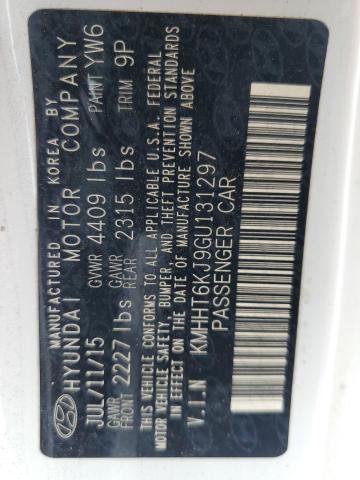 MANUFACTURED IN KOREA BY
HYUNDAI MOTOR COMPANY
JUL/11/15 GVWR 4409 lbs PAINT YW6
GAWR FRONT 2227 lbs GAWR REAR 2315 lbs TRIM 9P
THIS VEHICLE CONFORMS TO ALL APPLICABLE U.S.A. FEDERAL
MOTOR VEHICLE SAFETY, BUMPER, AND THEFT PREVENTION STANDARDS
IN EFFECT ON THE DATE OF MANUFACTURE SHOWN ABOVE
V.I.N KMHHT6KJ9GU131297
PASSENGER CAR